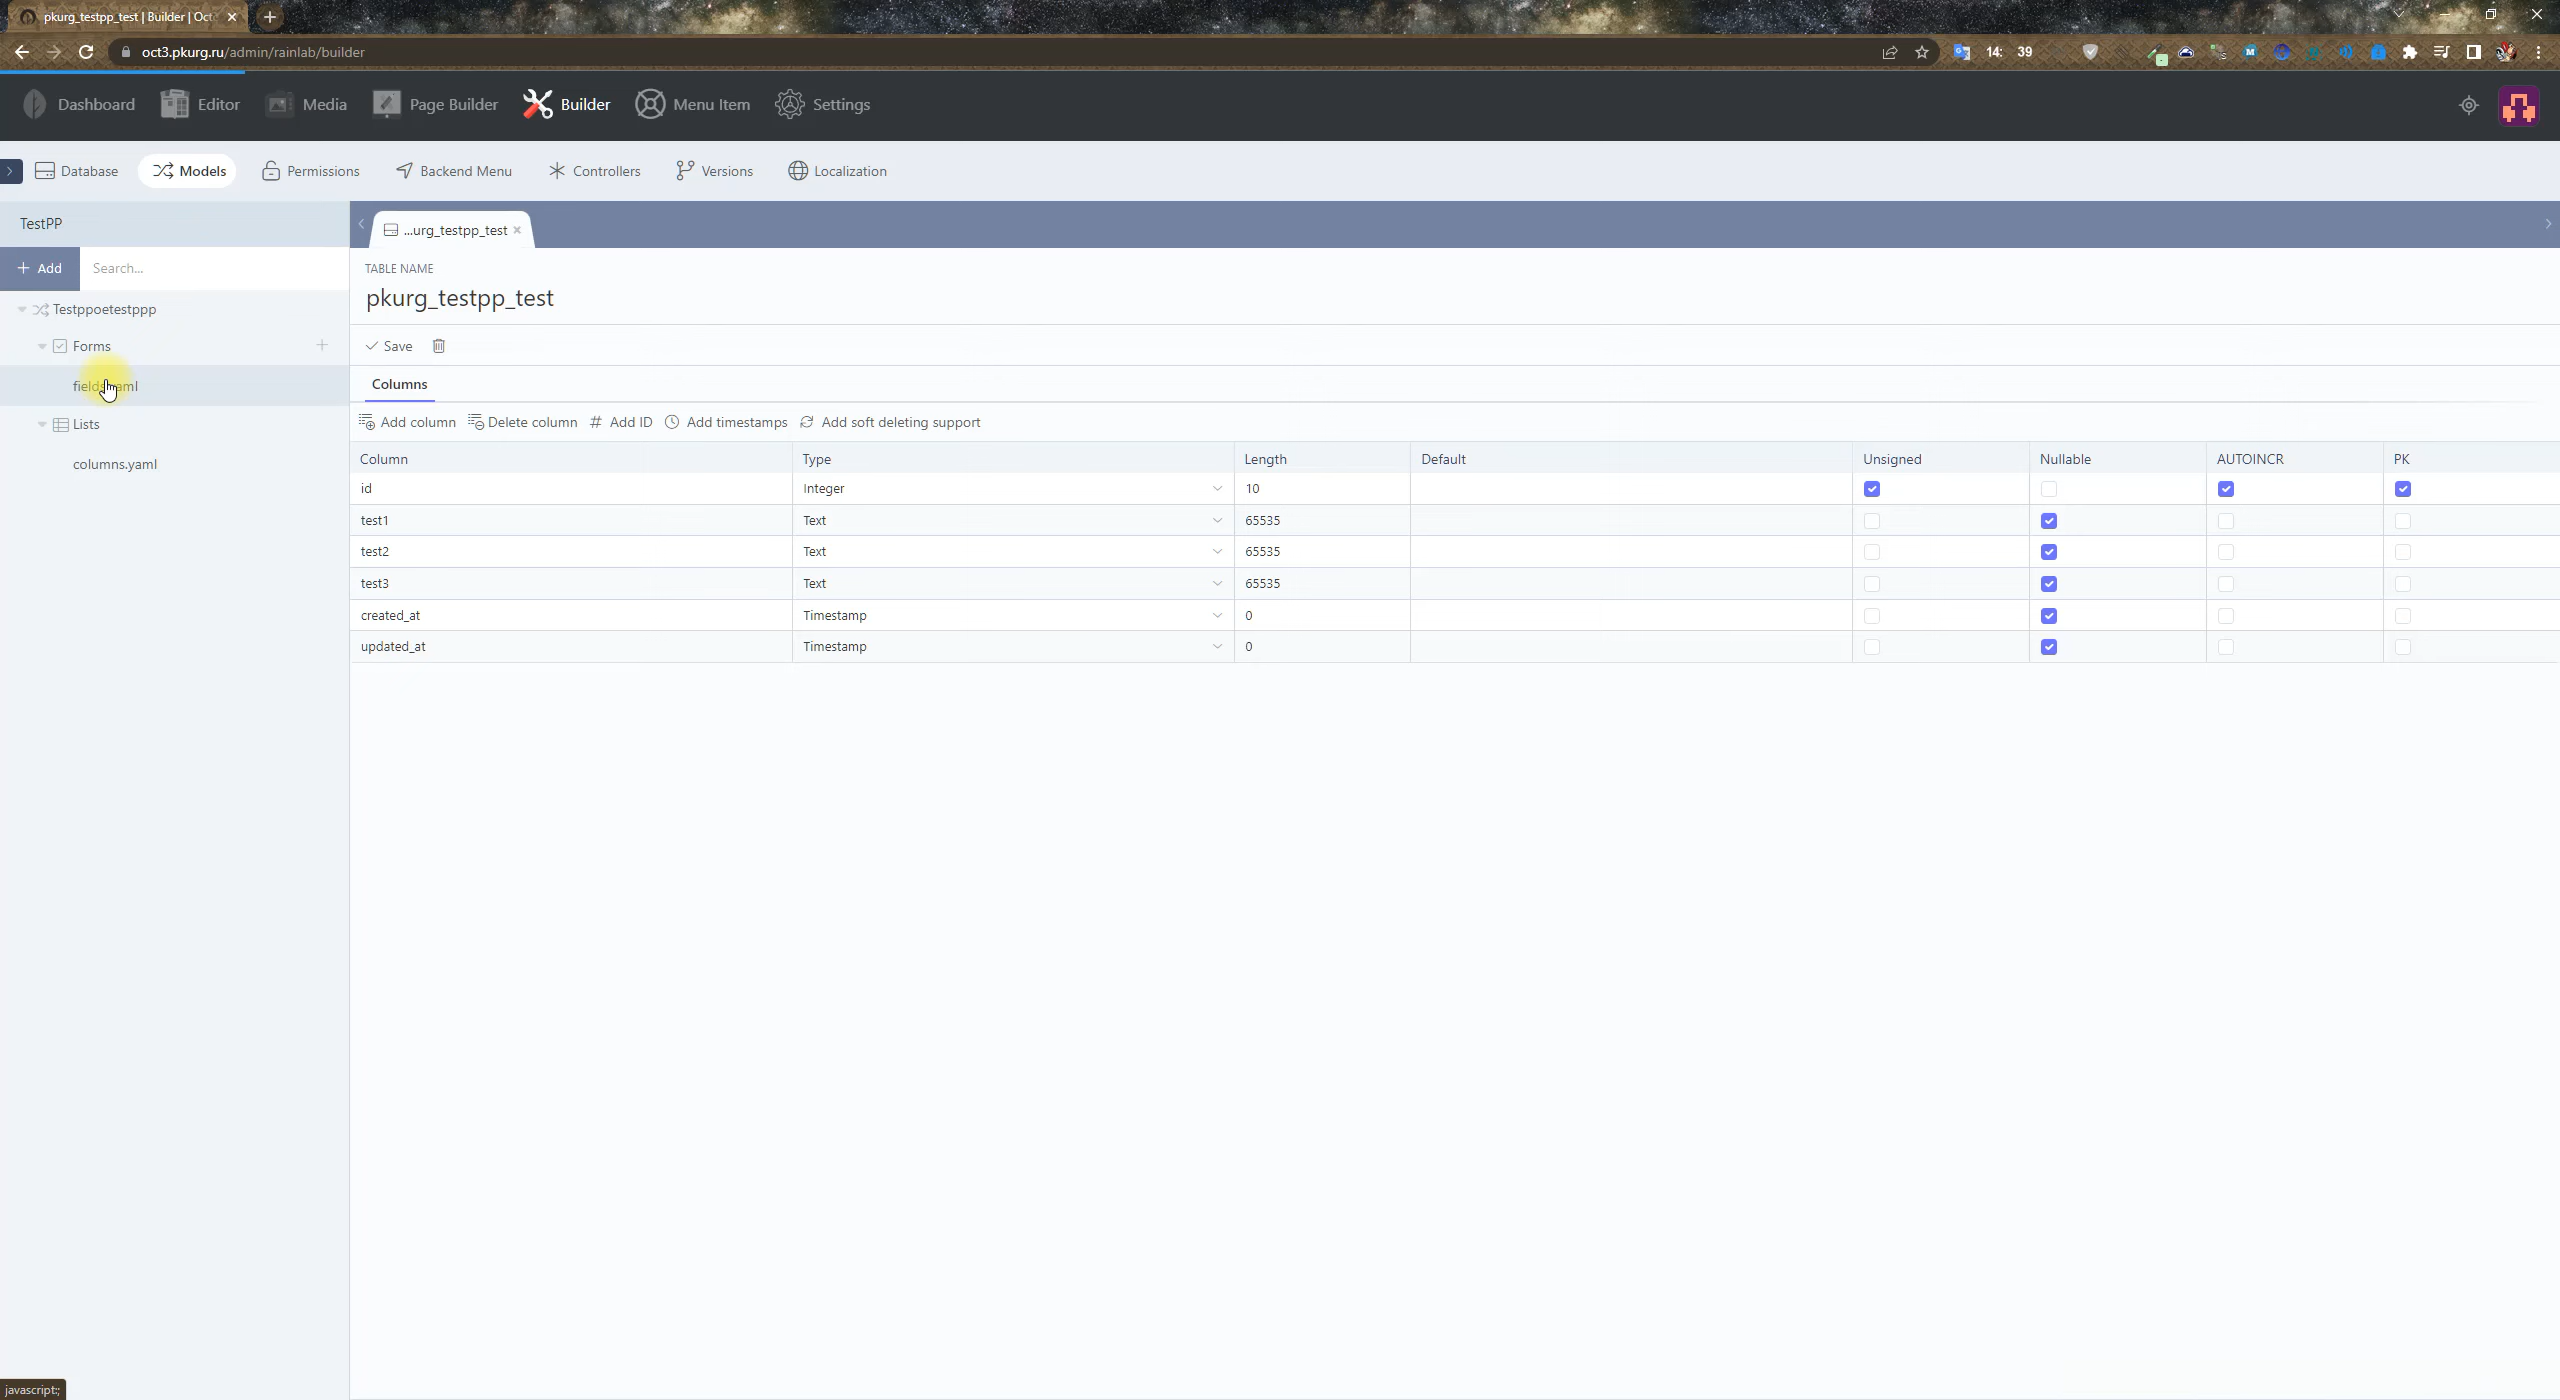 pkurg_testpp_test | Builder | Oct
oct3.pkurg.ru/admin/rainlab/builder
14: 39
Dashboard Editor Media Page Builder Builder Menu Item Settings
Database Models Permissions Backend Menu Controllers Versions Localization
TestPP
...urg_testpp_test
Add Search...
TABLE NAME
pkurg_testpp_test
Testppoetestppp
Forms
Save
fields.yaml
Columns
Lists
Add column Delete column Add ID Add timestamps Add soft deleting support
columns.yaml
Column Type Length Default Unsigned Nullable AUTOINCR PK
id Integer 10
test1 Text 65535
test2 Text 65535
test3 Text 65535
created_at Timestamp 0
updated_at Timestamp 0
javascript:;